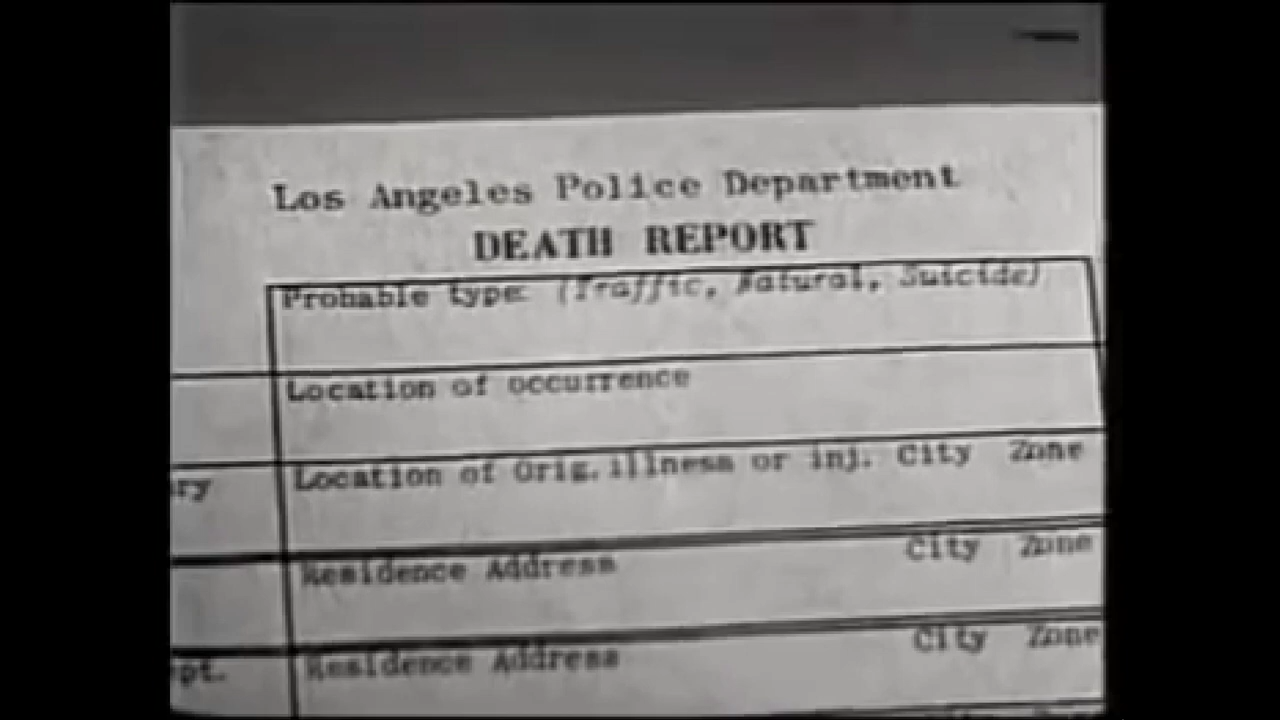 Los Angeles Police Department
DEATH REPORT
Probable type: (Traffic, Natural, Suicide)
Location of occurrence
Location of Orig. illness or inj. City Zone
ry
Residence Address City Zone
Residence Address City Zone
pt.